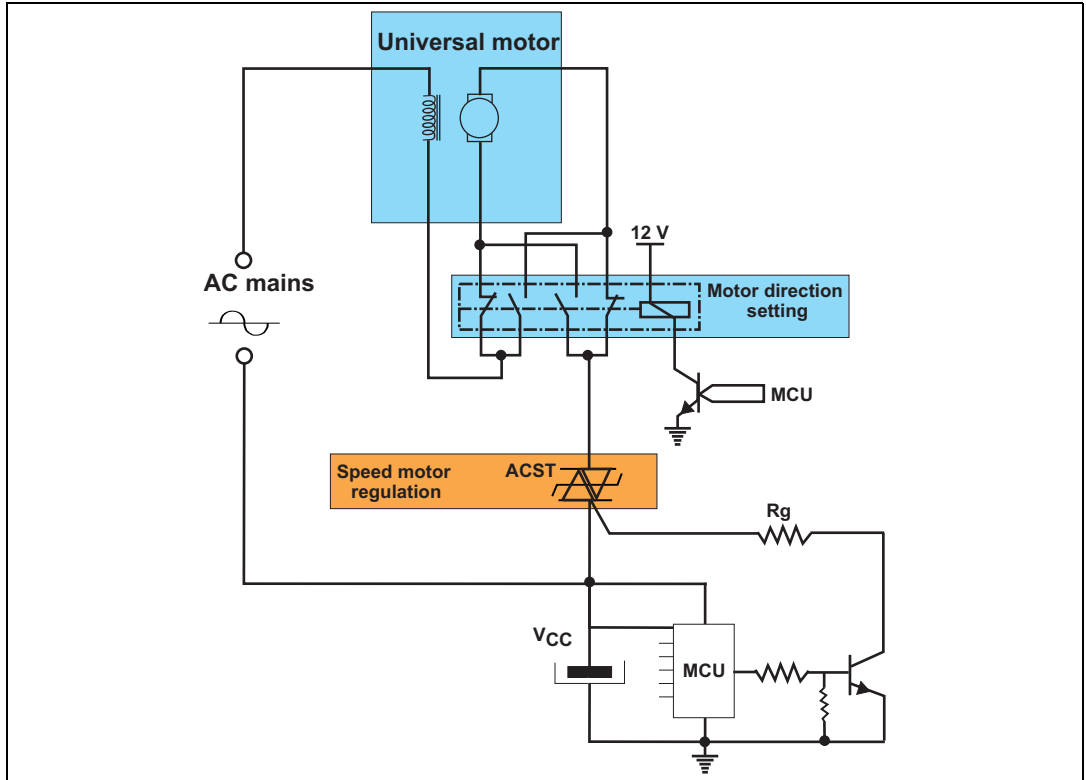 Universal motor
12 V
AC mains
Motor direction
setting
MCU
Speed motor
regulation
ACST
Rg
VCC
MCU